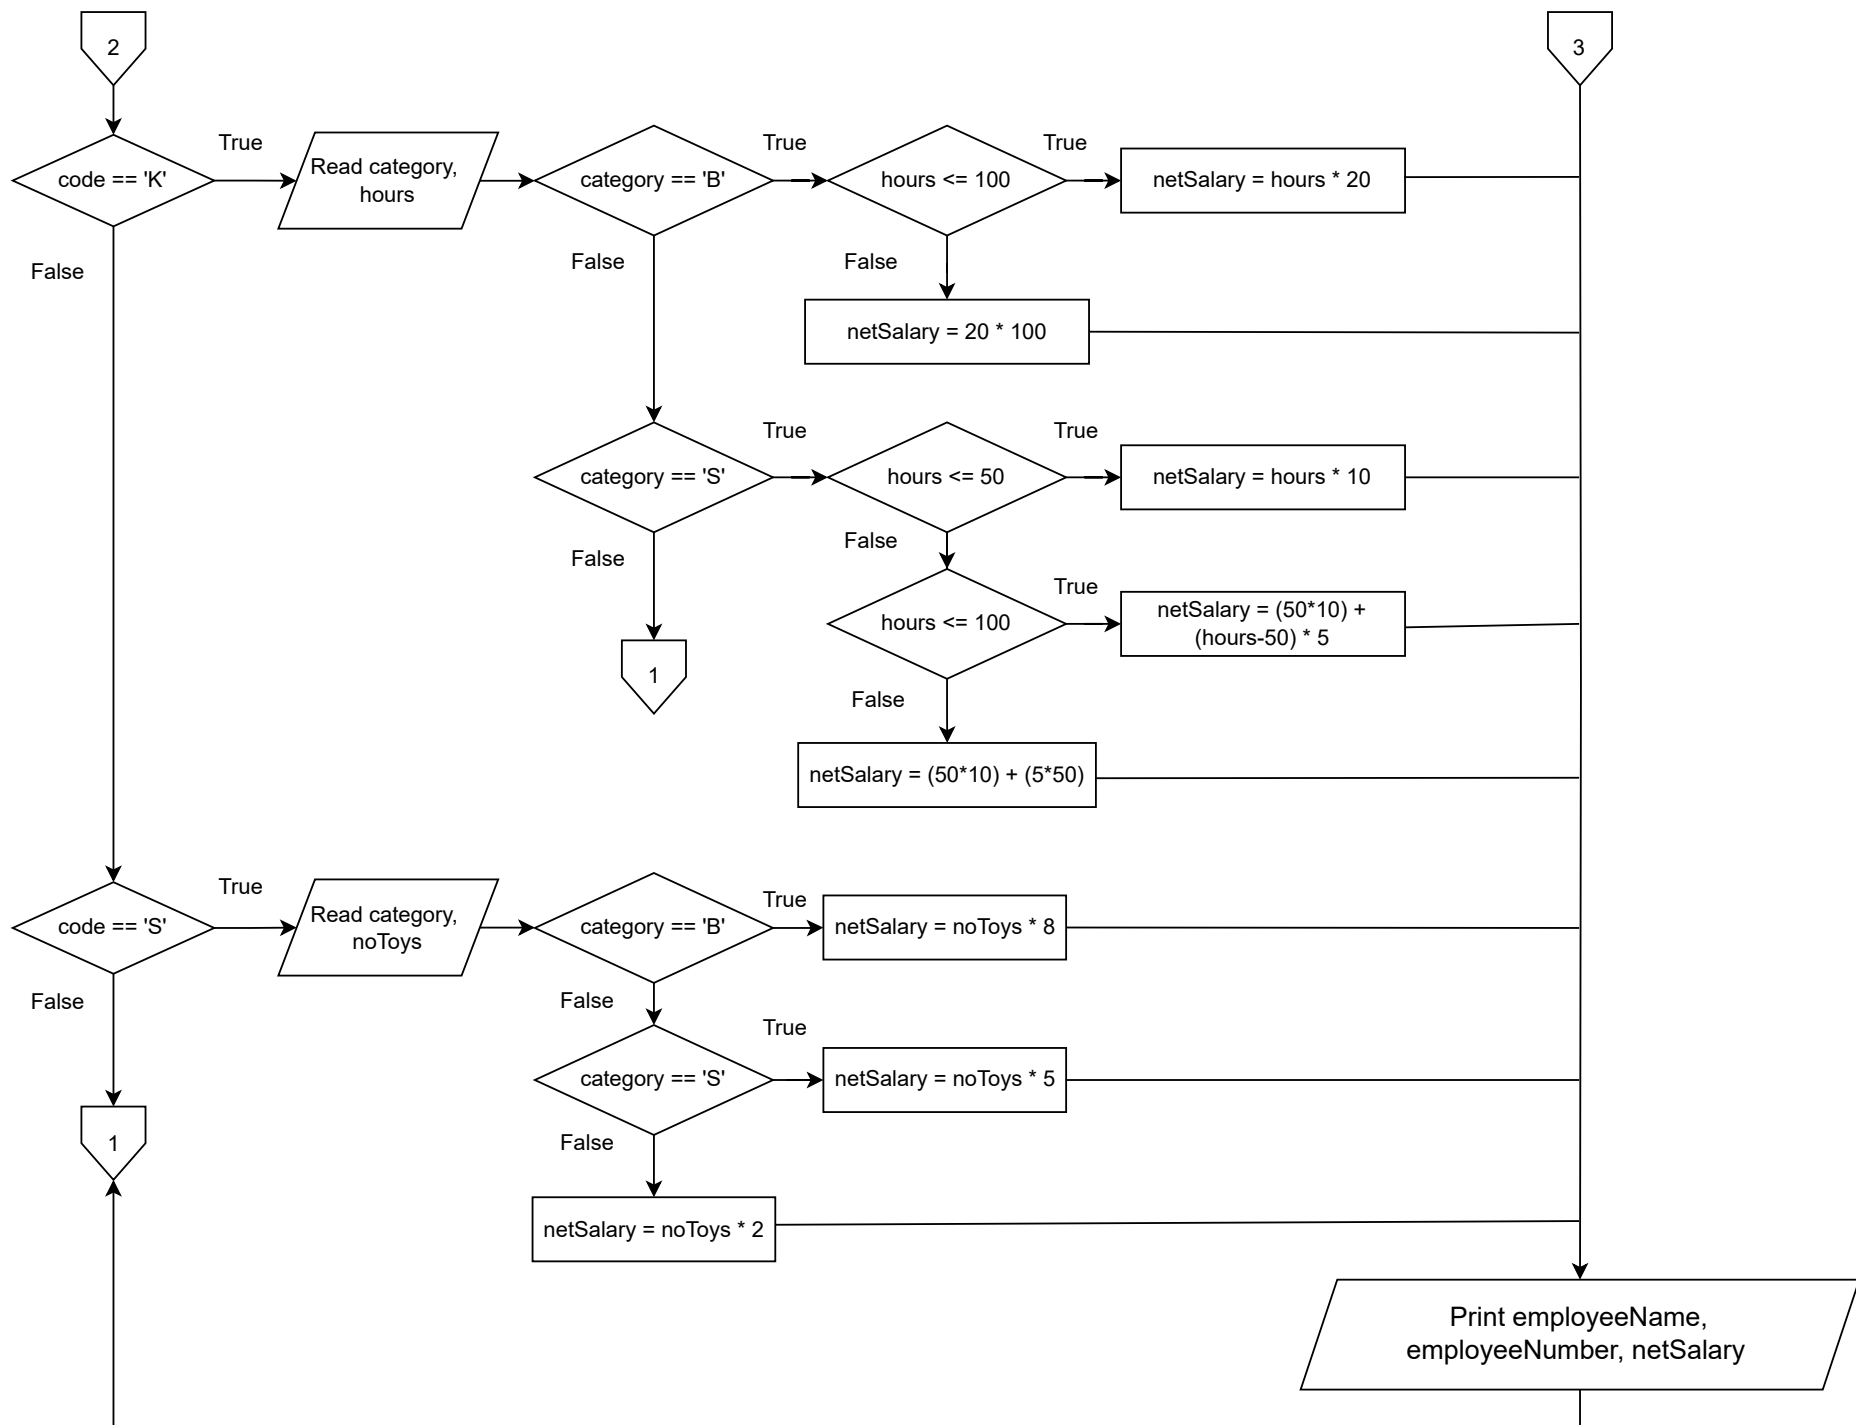 2
3
True
True
True
code == 'K'
Read category,
hours
category == 'B'
hours <= 100
netSalary = hours * 20
False
False
False
netSalary = 20 * 100
True
True
category == 'S'
hours <= 50
netSalary = hours * 10
False
False
True
hours <= 100
netSalary = (50*10) +
(hours-50) * 5
1
False
netSalary = (50*10) + (5*50)
True
True
code == 'S'
Read category,
noToys
category == 'B'
netSalary = noToys * 8
False
False
True
category == 'S'
netSalary = noToys * 5
1
False
netSalary = noToys * 2
Print employeeName,
employeeNumber, netSalary